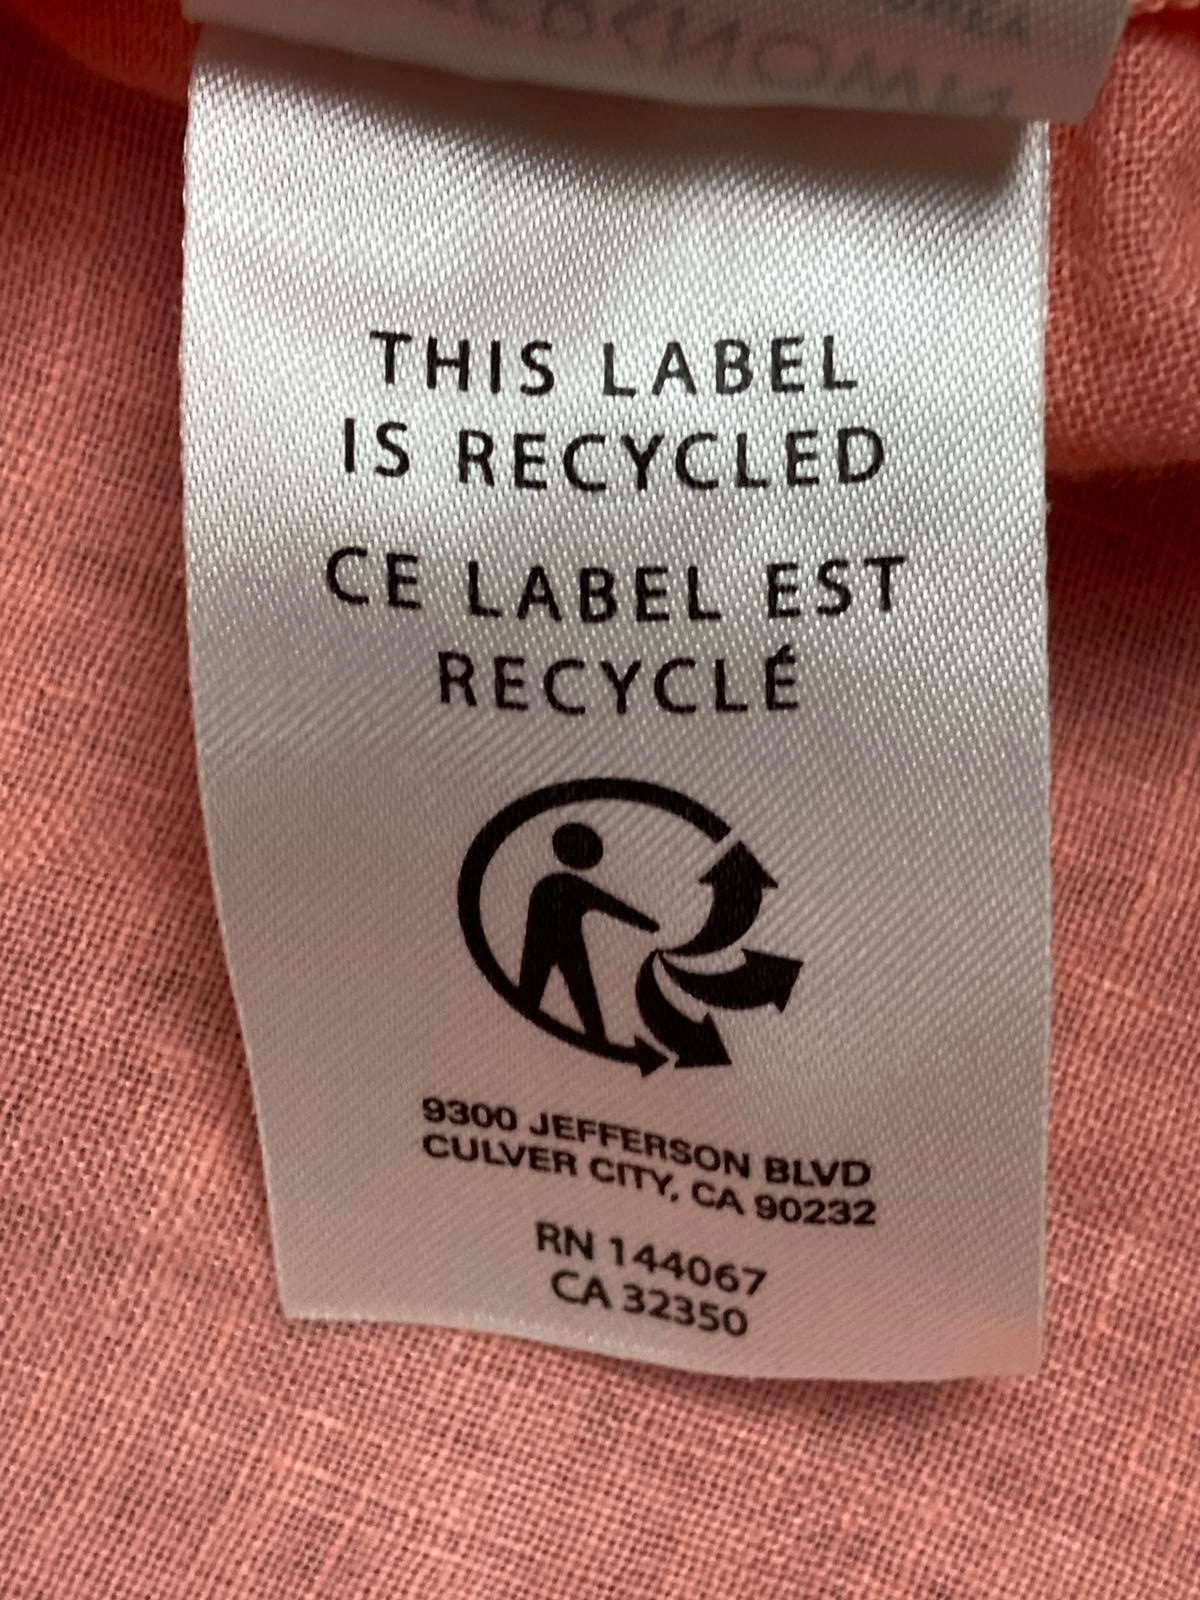 THIS LABEL
IS RECYCLED
CE LABEL EST
RECYCLÉ
9300 JEFFERSON BLVD
CULVER CITY, CA 90232
RN 144067
CA 32350